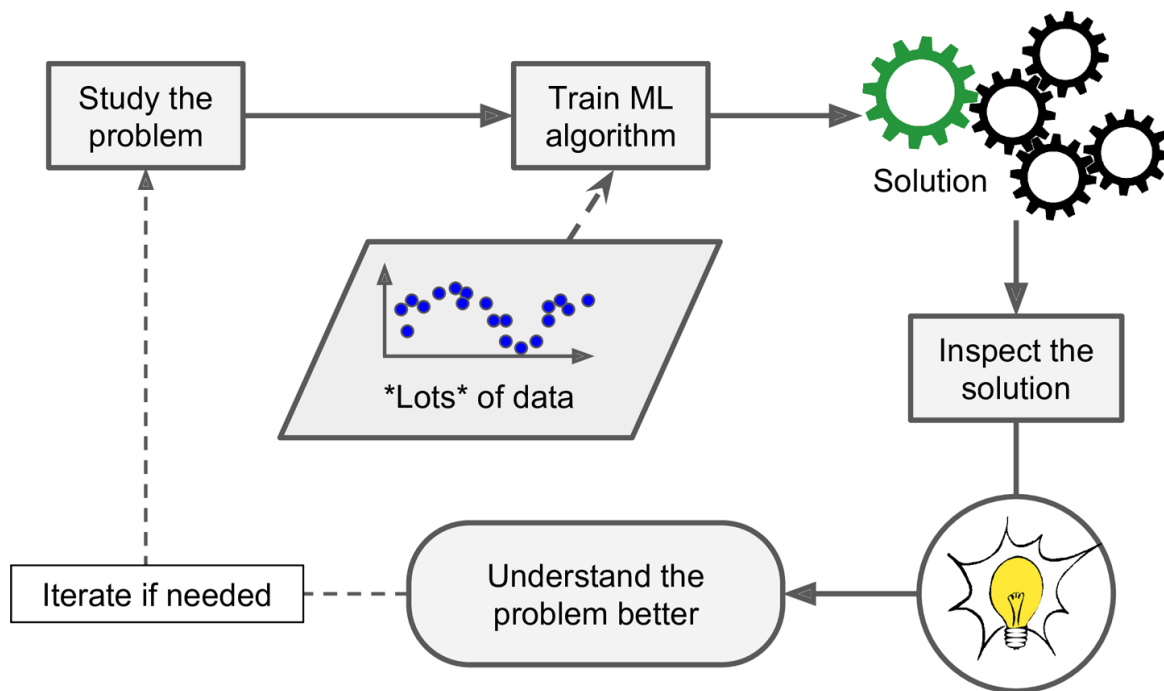 Study the
problem
Train ML
algorithm
Solution
*Lots* of data
Inspect the
solution
Understand the
problem better
Iterate if needed